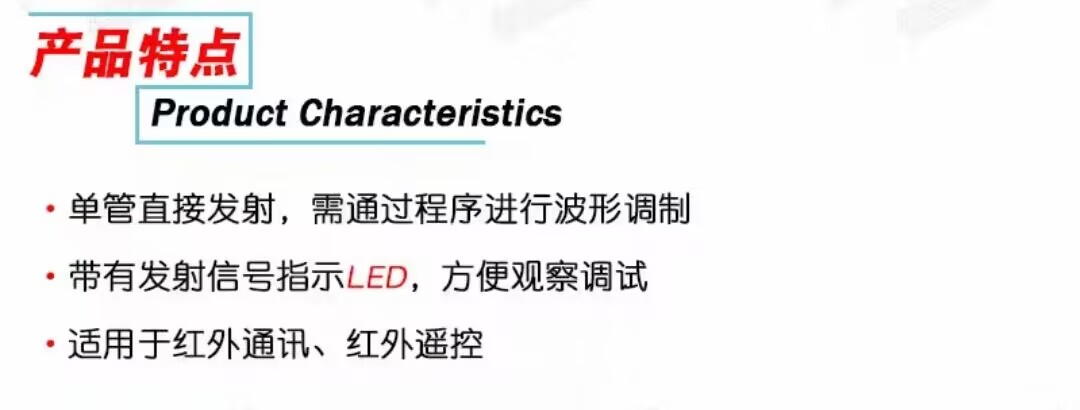 产品特点
Product Characteristics
• 单管直接发射，需通过程序进行波形调制
• 带有发射信号指示LED，方便观察调试
• 适用于红外通讯、红外遥控